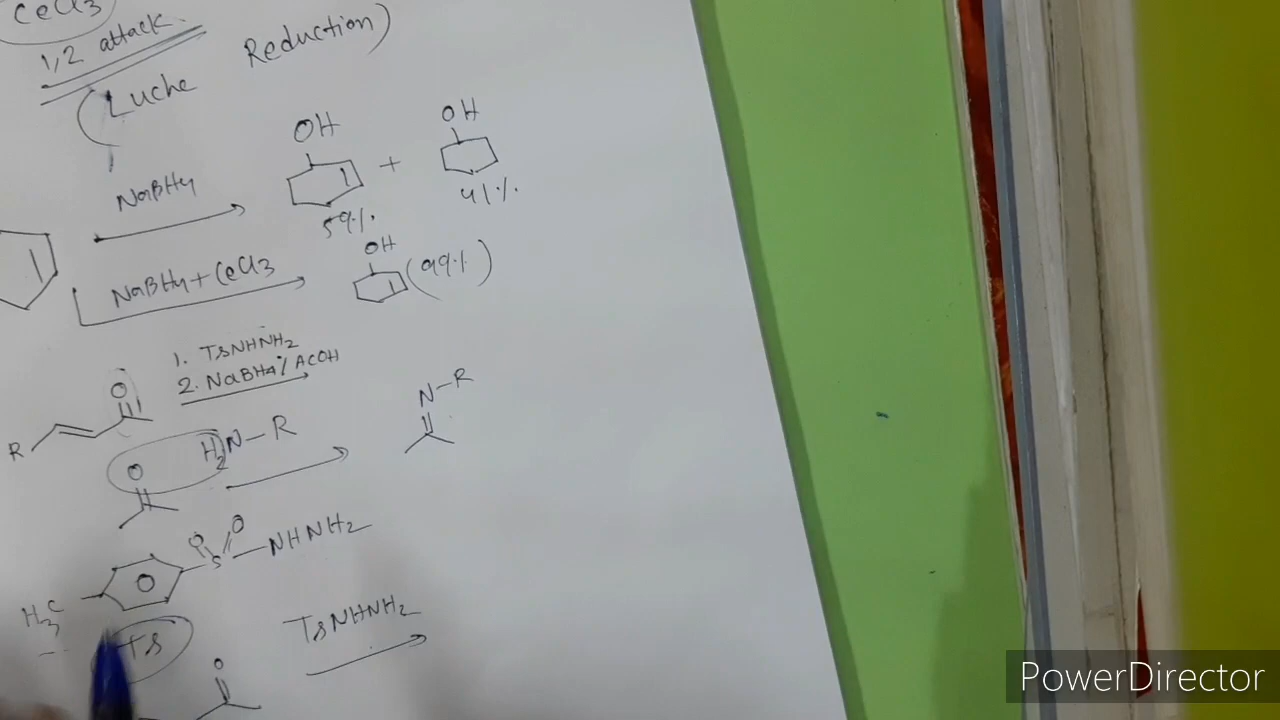 CeCl3
1,2 attack.
(Luche Reduction)
OH
+
OH
NaBH4
59%.
41%.
OH
NaBH4 + CeCl3
(99%)
1. TsNHNH2
2. NaBH4/AcOH
O
R
N-R
H2N-R
O
O
O
S
-NHNH2
H3C
Ts
TsNHNH2
O
PowerDirector